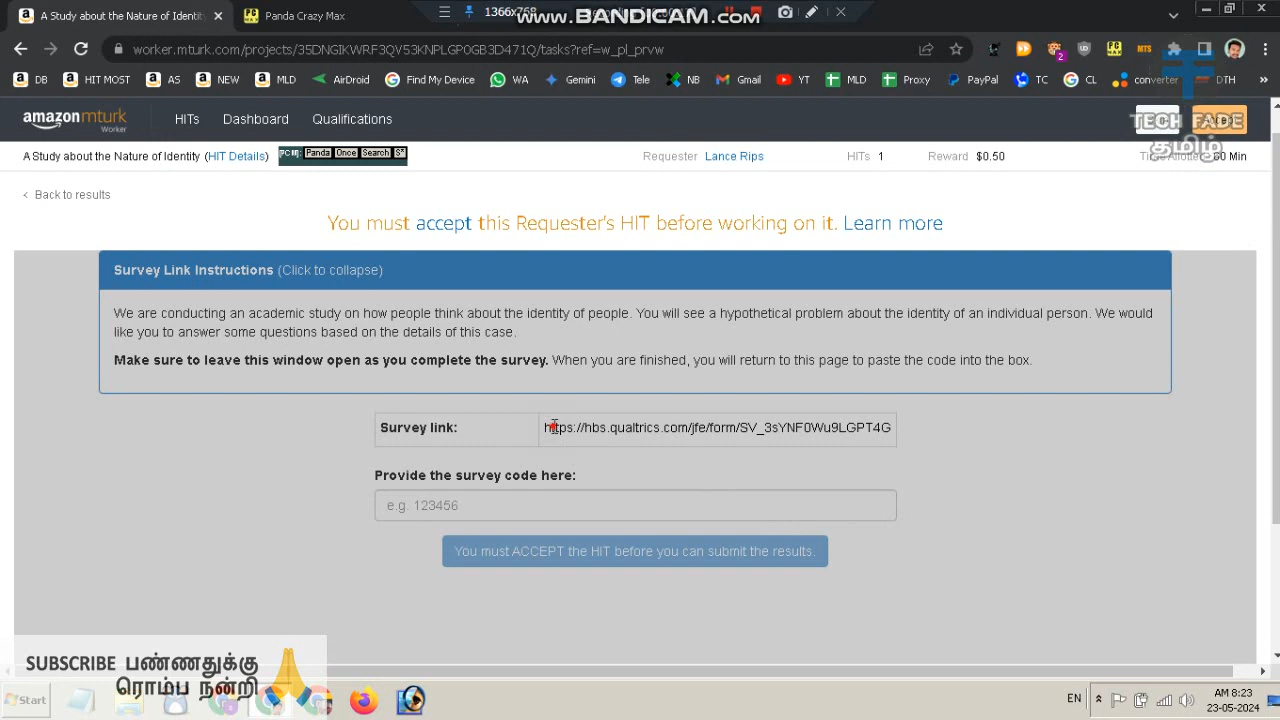 A Study about the Nature of Identity
Panda Crazy Max
1366x768
www.BANDICAM.com
worker.mturk.com/projects/35DNGIKWRF3QV53KNPLGP0GB3D471Q/tasks?ref=w_pl_prvw
DB HIT MOST AS NEW MLD AirDroid Find My Device WA Gemini Tele NB Gmail YT MLD Proxy PayPal TC CL converter DTH
amazon mturk
Worker
HITs Dashboard Qualifications
TECH FADE
தமிழ்
A Study about the Nature of Identity (HIT Details) Panda Once Search S* Requester Lance Rips HITs 1 Reward $0.50 Time Allotted 60 Min
< Back to results
You must accept this Requester's HIT before working on it. Learn more
Survey Link Instructions (Click to collapse)
We are conducting an academic study on how people think about the identity of people. You will see a hypothetical problem about the identity of an individual person. We would
like you to answer some questions based on the details of this case.
Make sure to leave this window open as you complete the survey. When you are finished, you will return to this page to paste the code into the box.
Survey link: https://hbs.qualtrics.com/jfe/form/SV_3sYNF0Wu9LGPT4G
Provide the survey code here:
e.g. 123456
You must ACCEPT the HIT before you can submit the results.
SUBSCRIBE பண்ணதுக்கு
ரொம்ப நன்றி
Start
EN
AM 8:23
23-05-2024